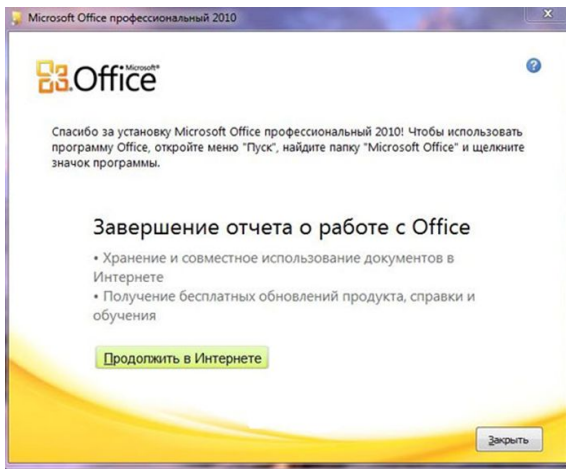 Microsoft Office профессиональный 2010
Microsoft®
Office
Спасибо за установку Microsoft Office профессиональный 2010! Чтобы использовать
программу Office, откройте меню "Пуск", найдите папку "Microsoft Office" и щелкните
значок программы.
Завершение отчета о работе с Office
• Хранение и совместное использование документов в
Интернете
• Получение бесплатных обновлений продукта, справки и
обучения
Продолжить в Интернете
Закрыть